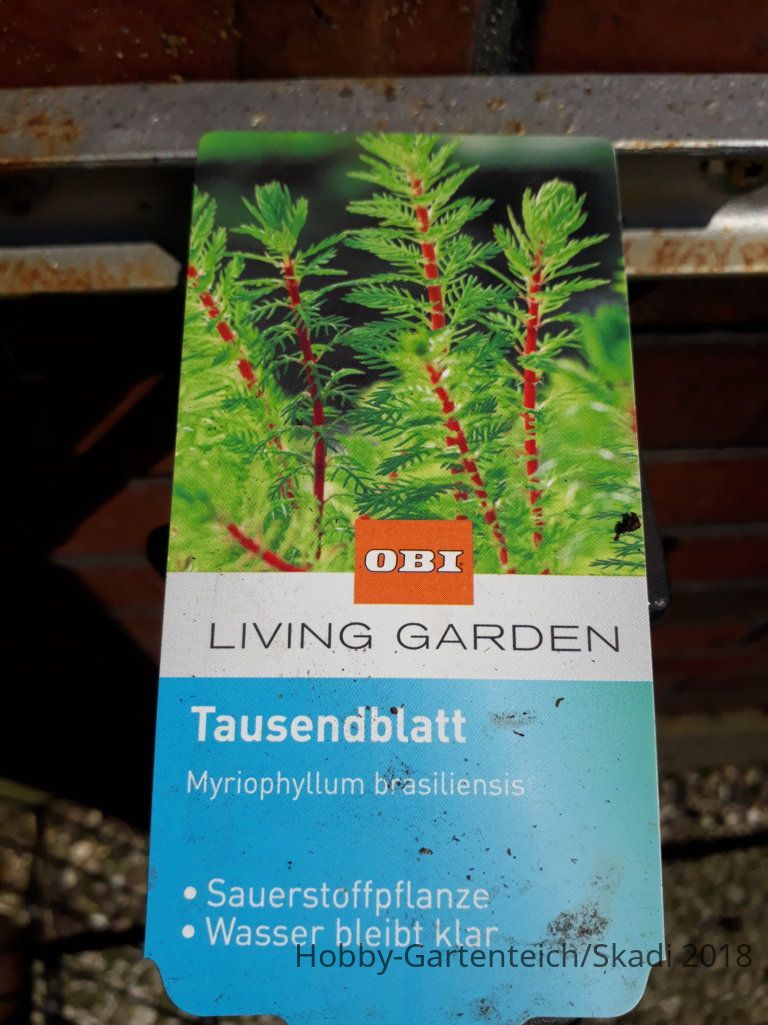 OBI
LIVING GARDEN
Tausendblatt
Myriophyllum brasiliensis
• Sauerstoffpflanze
• Wasser bleibt klar
Hobby-Gartenteich/Skadi 2018